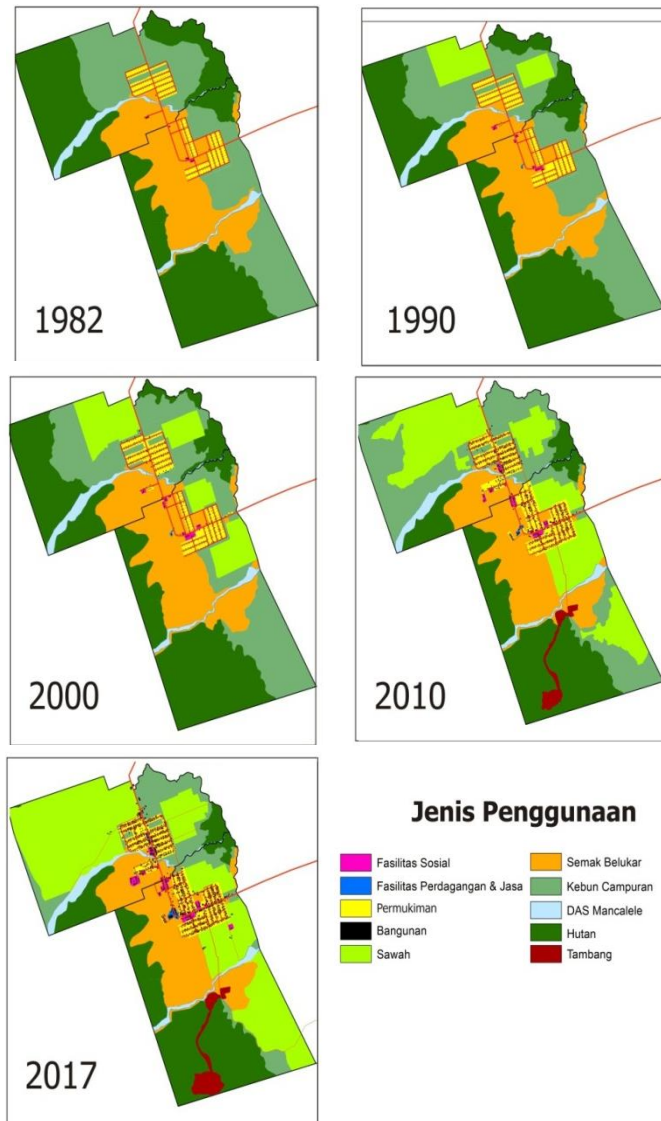 1982
1990
2000
2010
2017
Jenis Penggunaan
Fasilitas Sosial
Fasilitas Perdagangan & Jasa
Permukiman
Bangunan
Sawah
Semak Belukar
Kebun Campuran
DAS Mancalele
Hutan
Tambang